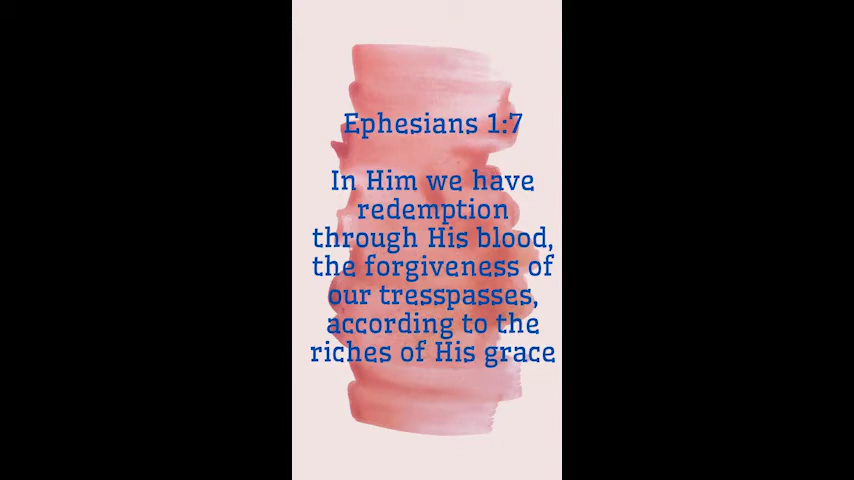 Ephesians 1:7
In Him we have
redemption
through His blood,
the forgiveness of
our tresspasses,
according to the
riches of His grace